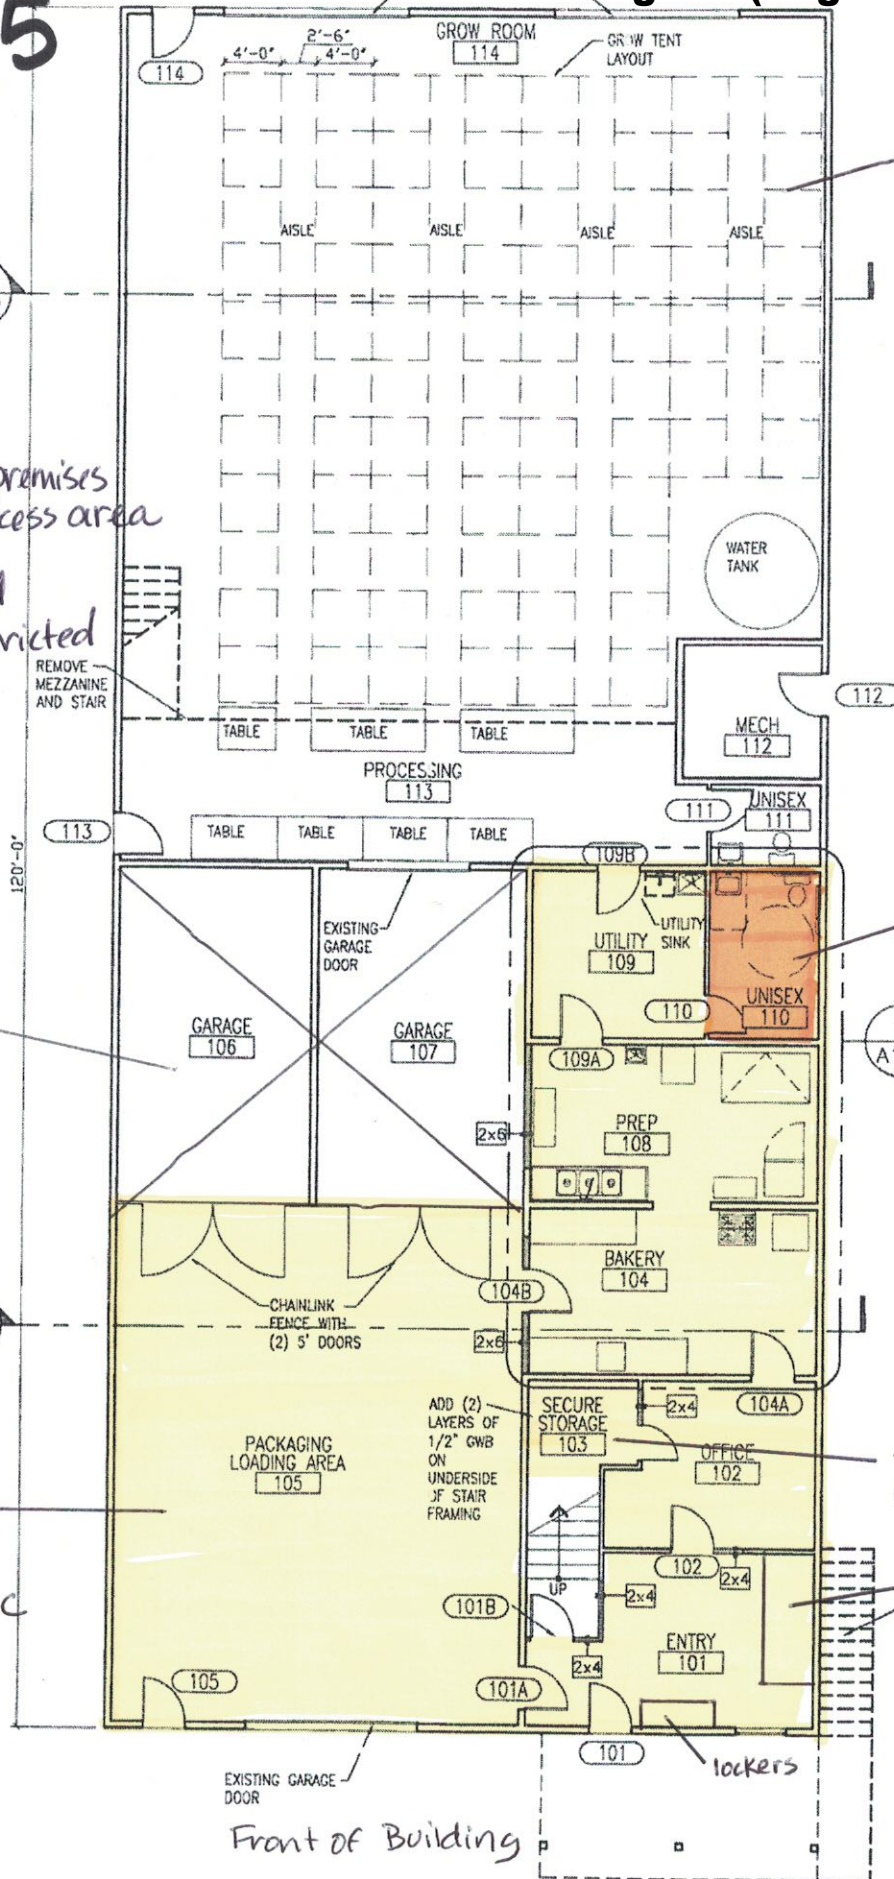 5
GROW ROOM
114
114
4'-0"
2'-6"
4'-0"
GROW TENT
LAYOUT
AISLE
AISLE
AISLE
AISLE
premises
area
REMOVE
MEZZANINE
AND STAIR
WATER
TANK
MECH
112
112
TABLE
TABLE
TABLE
PROCESSING
113
113
TABLE
TABLE
TABLE
TABLE
111
UNISEX
111
120'-0"
109B
EXISTING
GARAGE
DOOR
UTILITY
SINK
UTILITY
109
110
UNISEX
110
GARAGE
106
GARAGE
107
109A
A
2x6
PREP
108
BAKERY
104
104B
CHAINLINK
FENCE WITH
(2) 5' DOORS
2x6
ADD (2)
LAYERS OF
1/2" GWB
ON
UNDERSIDE
OF STAIR
FRAMING
SECURE
STORAGE
103
2x4
104A
OFFICE
102
PACKAGING
LOADING AREA
105
UP
102
2x4
2x4
C
101B
ENTRY
101
2x4
105
101A
101
lockers
EXISTING GARAGE
DOOR
Front of Building